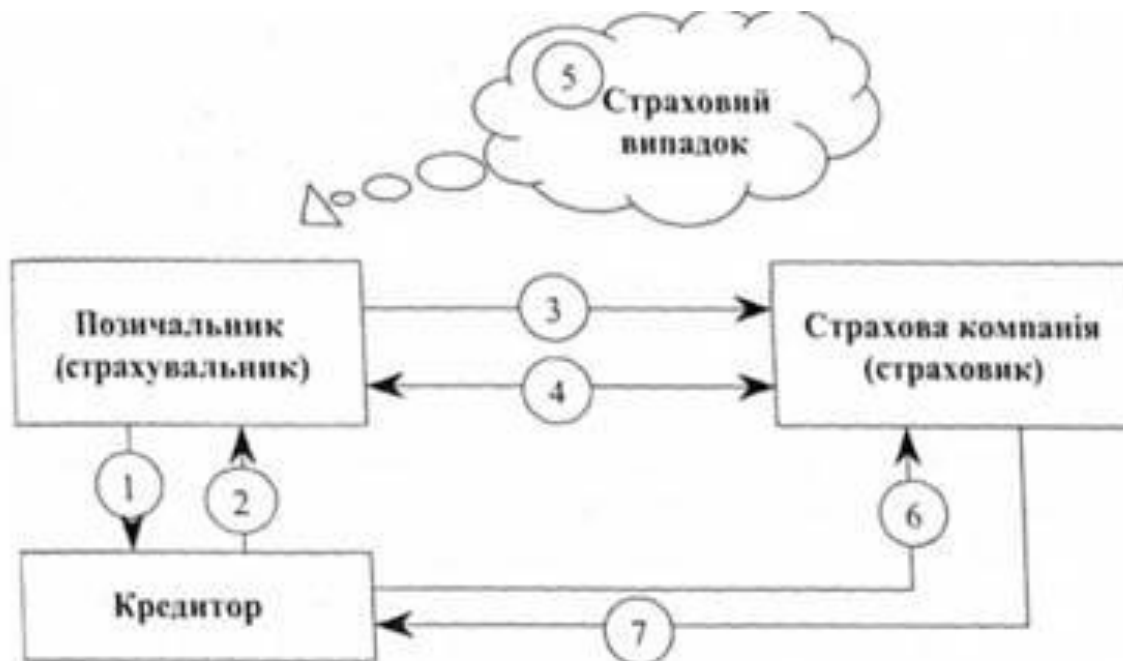 5
Страховий
випадок
Позичальник
(страхувальник)
3
4
Страхова компанія
(страховик)
1
2
6
Кредитор
7